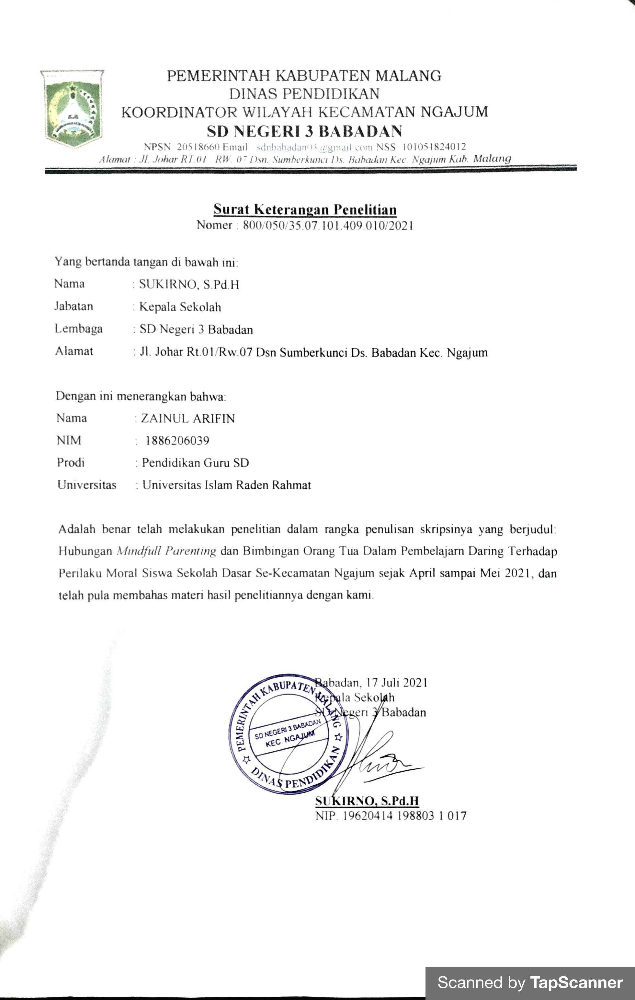 PEMERINTAH KABUPATEN MALANG
DINAS PENDIDIKAN
KOORDINATOR WILAYAH KECAMATAN NGAJUM
SD NEGERI 3 BABADAN
NPSN 20518660 Email sdnbabadan03@gmail.com NSS 101051824012
Alamat : Jl. Johar RT.01 RW. 07 Dsn. Sumberkunci Ds. Babadan Kec. Ngajum Kab. Malang
Surat Keterangan Penelitian
Nomer : 800/050/35.07.101.409.010/2021
Yang bertanda tangan di bawah ini:
Nama : SUKIRNO, S.Pd.H
Jabatan : Kepala Sekolah
Lembaga : SD Negeri 3 Babadan
Alamat : Jl. Johar Rt.01/Rw.07 Dsn Sumberkunci Ds. Babadan Kec. Ngajum
Dengan ini menerangkan bahwa:
Nama : ZAINUL ARIFIN
NIM : 1886206039
Prodi : Pendidikan Guru SD
Universitas : Universitas Islam Raden Rahmat
Adalah benar telah melakukan penelitian dalam rangka penulisan skripsinya yang berjudul:
Hubungan Mindfull Parenting dan Bimbingan Orang Tua Dalam Pembelajarn Daring Terhadap
Perilaku Moral Siswa Sekolah Dasar Se-Kecamatan Ngajum sejak April sampai Mei 2021, dan
telah pula membahas materi hasil penelitiannya dengan kami.
Babadan, 17 Juli 2021
Kepala Sekolah
SD Negeri 3 Babadan
PEMERINTAH KABUPATEN MALANG
SD NEGERI 3 BABADAN
KEC. NGAJUM
DINAS PENDIDIKAN
SUKIRNO, S.Pd.H
NIP. 19620414 198803 1 017
Scanned by TapScanner